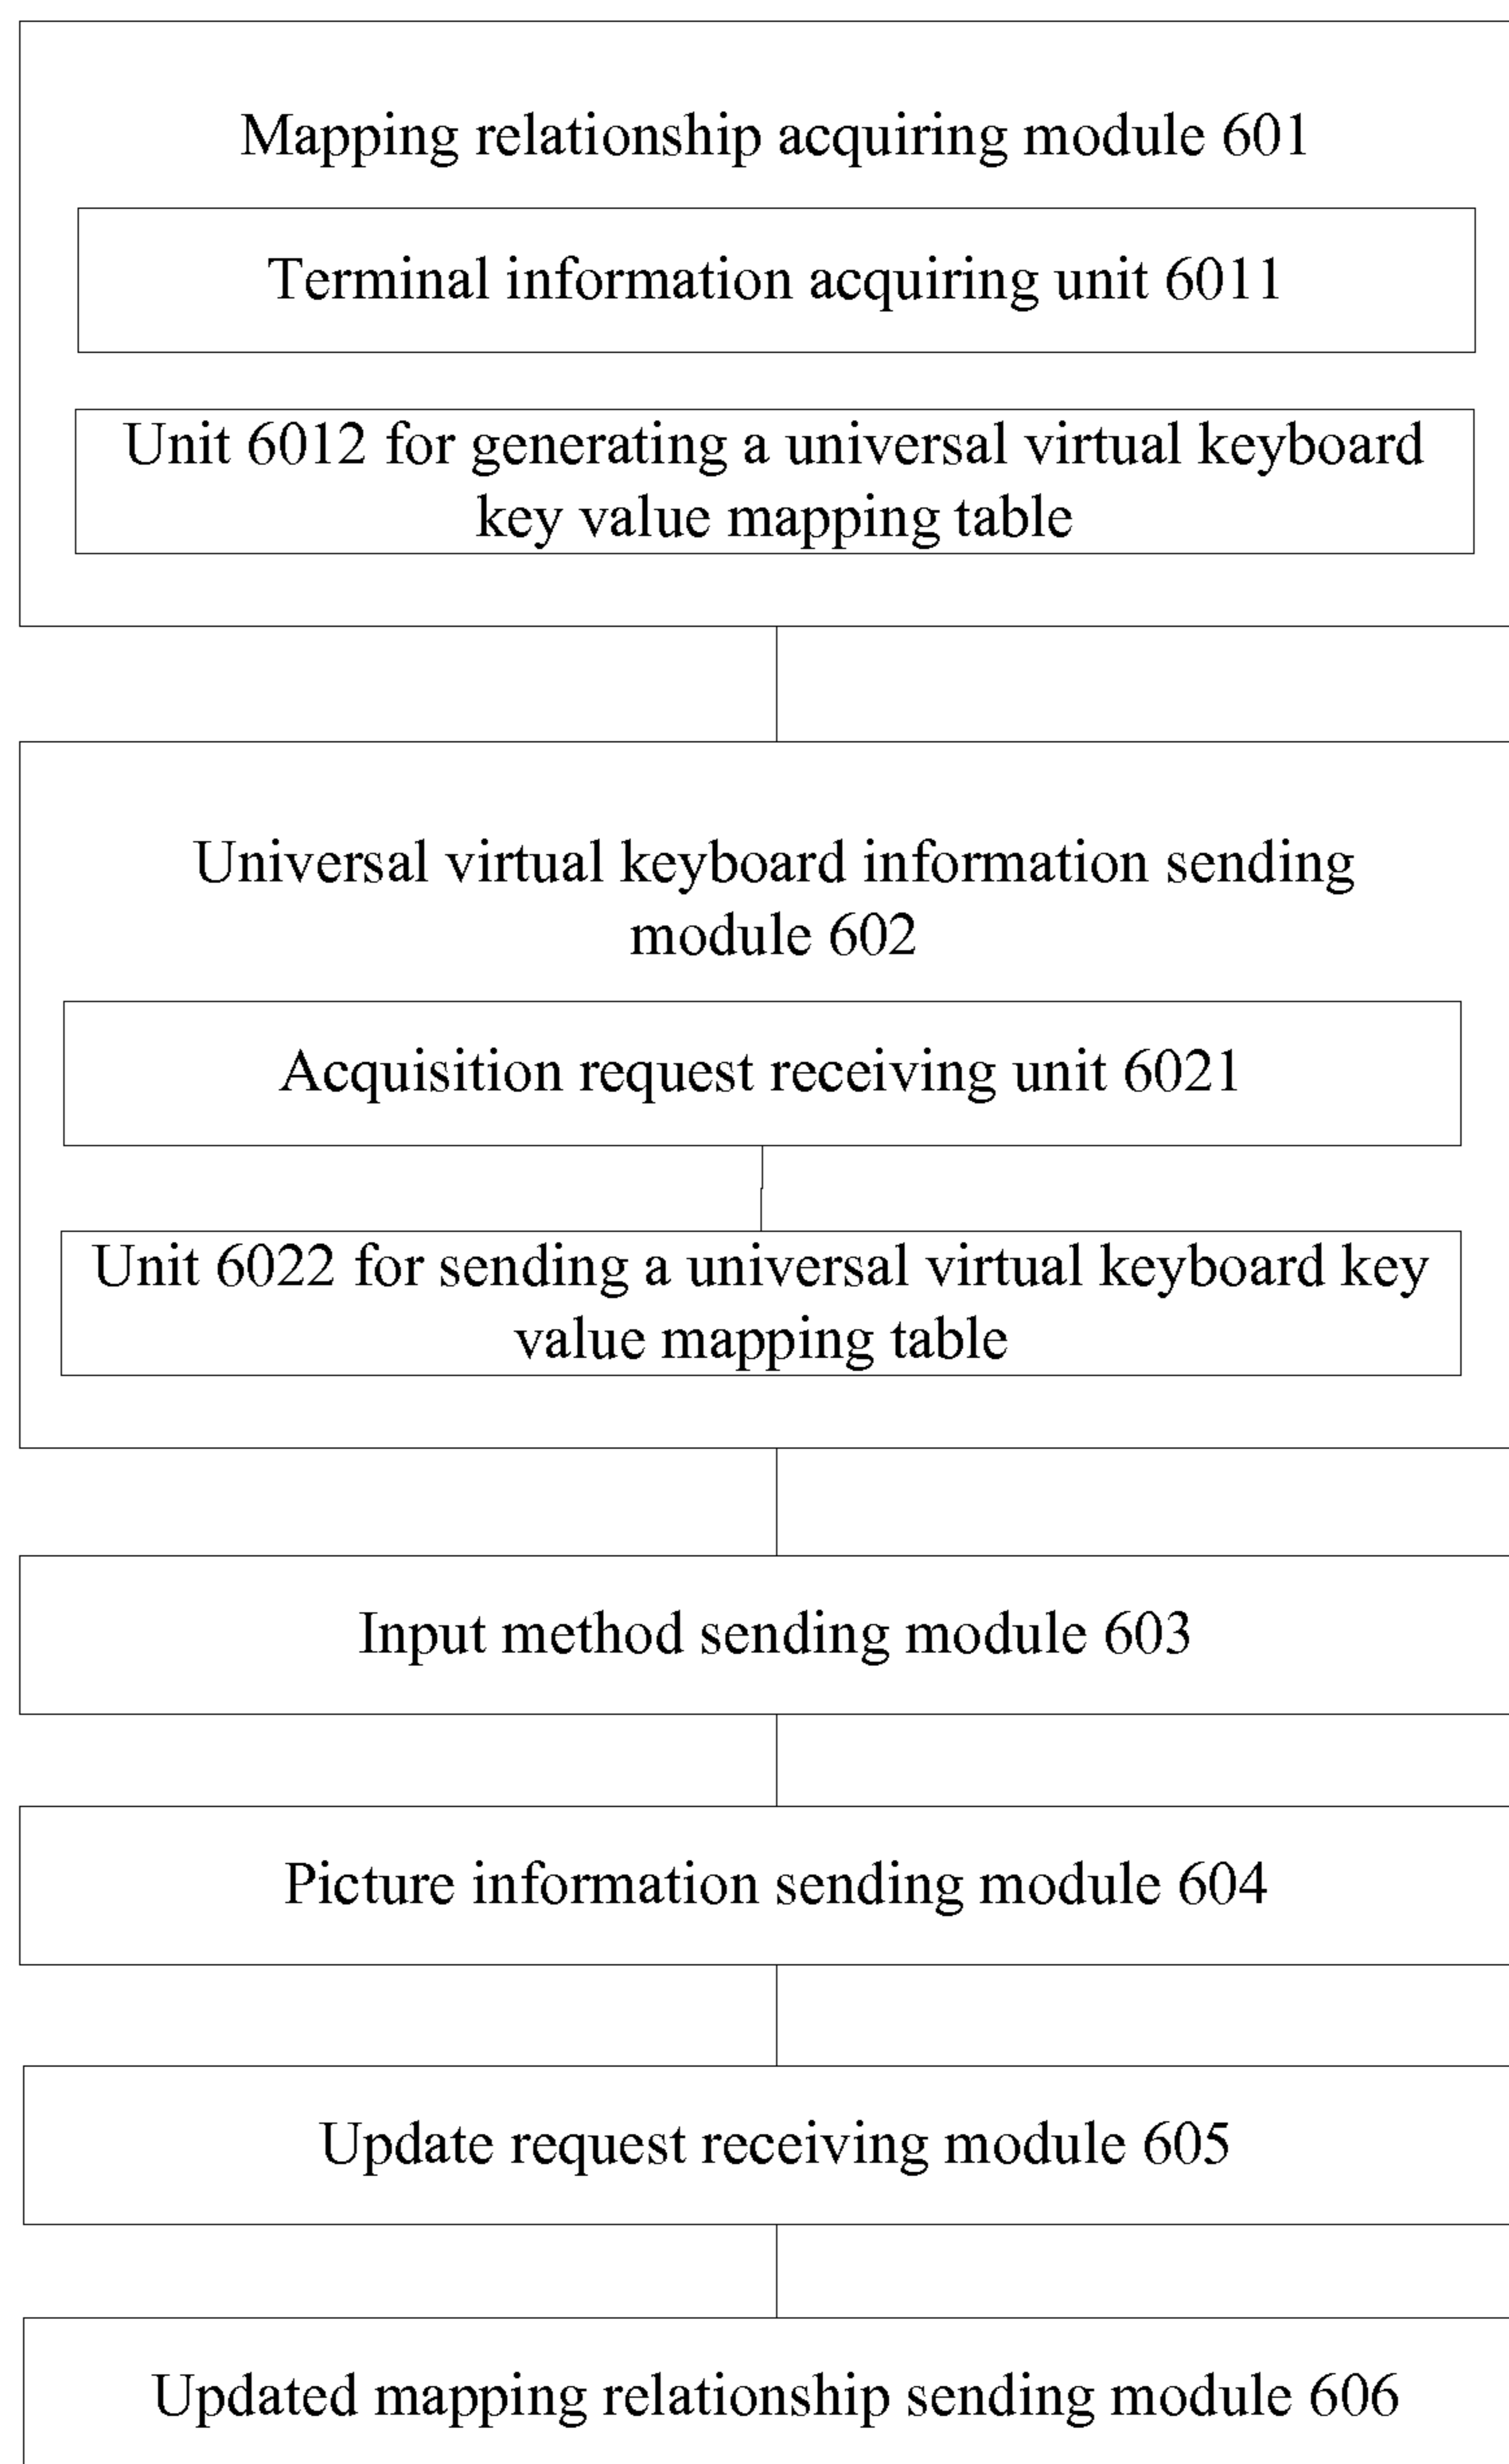 Mapping relationship acquiring module 601
Terminal information acquiring unit 6011
Unit 6012 for generating a universal virtual keyboard
key value mapping table
Universal virtual keyboard information sending
module 602
Acquisition request receiving unit 6021
Unit 6022 for sending a universal virtual keyboard key
value mapping table
Input method sending module 603
Picture information sending module 604
Update request receiving module 605
Updated mapping relationship sending module 606